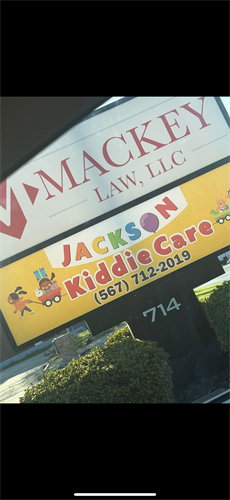 MACKEY
LAW, LLC
JACKSON
Kiddie Care
(567) 712-2019
714